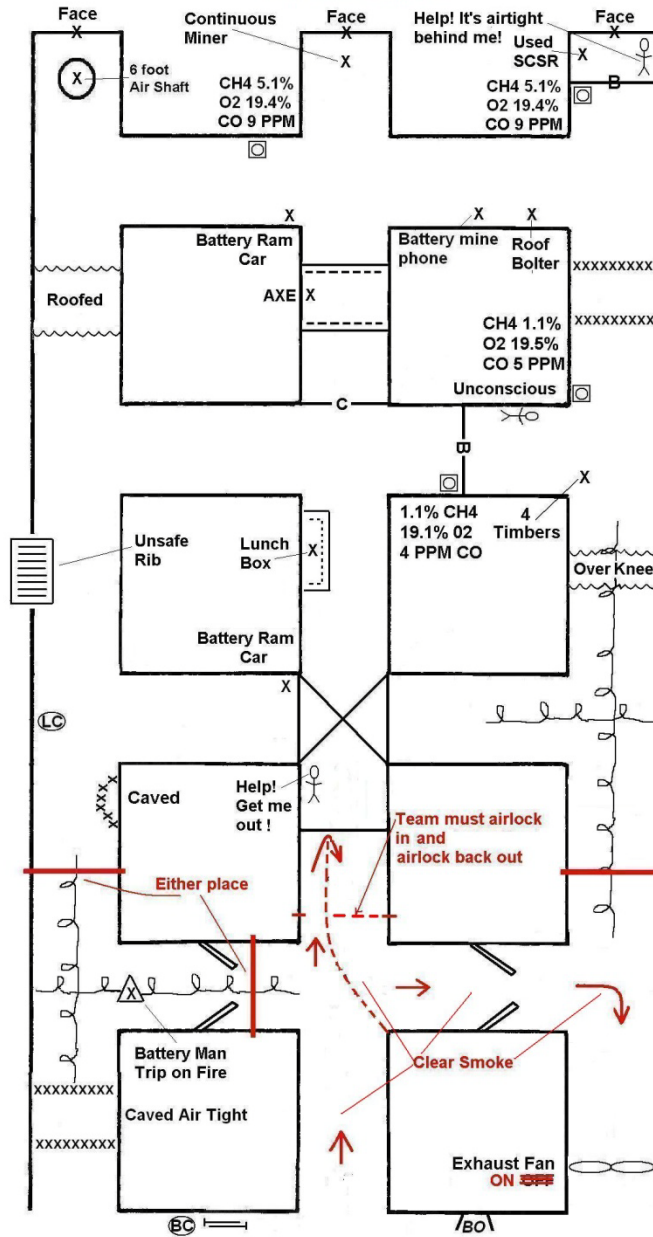 Face
Continuous
Miner
Help! It's airtight
behind me!
Face
X
X
6 foot
Air Shaft
X
CH4 5.1%
O2 19.4%
CO 9 PPM
Used
SCSR
X
X
CH4 5.1%
O2 19.4%
CO 9 PPM
B
X
Battery Ram
Car
X
X
Battery mine
phone
Roof
Bolter
XXXXXXXXX
Roofed
AXE X
XXXXXXXXX
CH4 1.1%
O2 19.5%
CO 5 PPM
Unconscious
C
B
X
Unsafe
Rib
Lunch
Box
X
1.1% CH4
19.1% 02
4 PPM CO
4
Timbers
Over Knee
Battery Ram
Car
X
LC
XXXXXX
Caved
Help!
Get me
out !
Team must airlock
in and
airlock back out
Either place
X
Battery Man
Trip on Fire
Clear Smoke
XXXXXXXXX
Caved Air Tight
XXXXXXXXX
Exhaust Fan
ON OFF
BC
BO